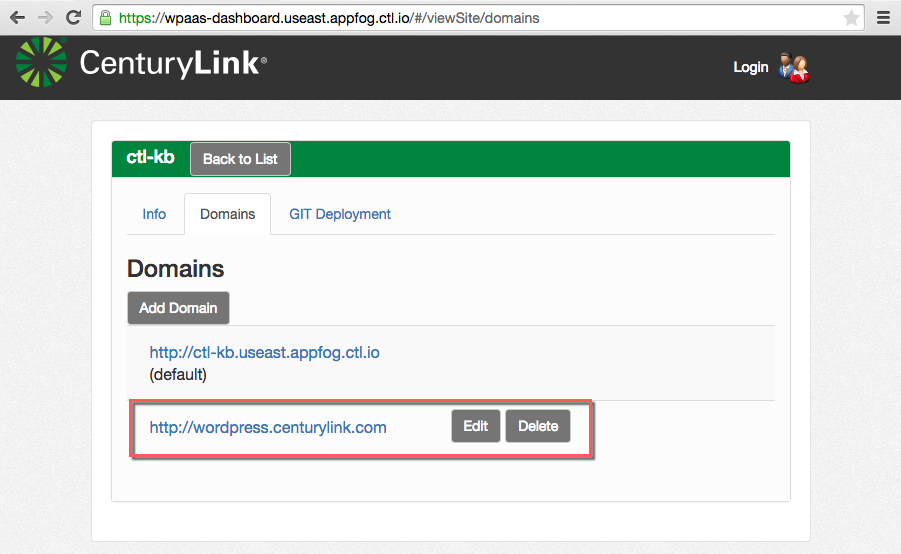 https://wpaas-dashboard.useast.appfog.ctl.io/#/viewSite/domains
CenturyLink®
Login
ctl-kb Back to List
Info Domains GIT Deployment
Domains
Add Domain
http://ctl-kb.useast.appfog.ctl.io
(default)
http://wordpress.centurylink.com Edit Delete